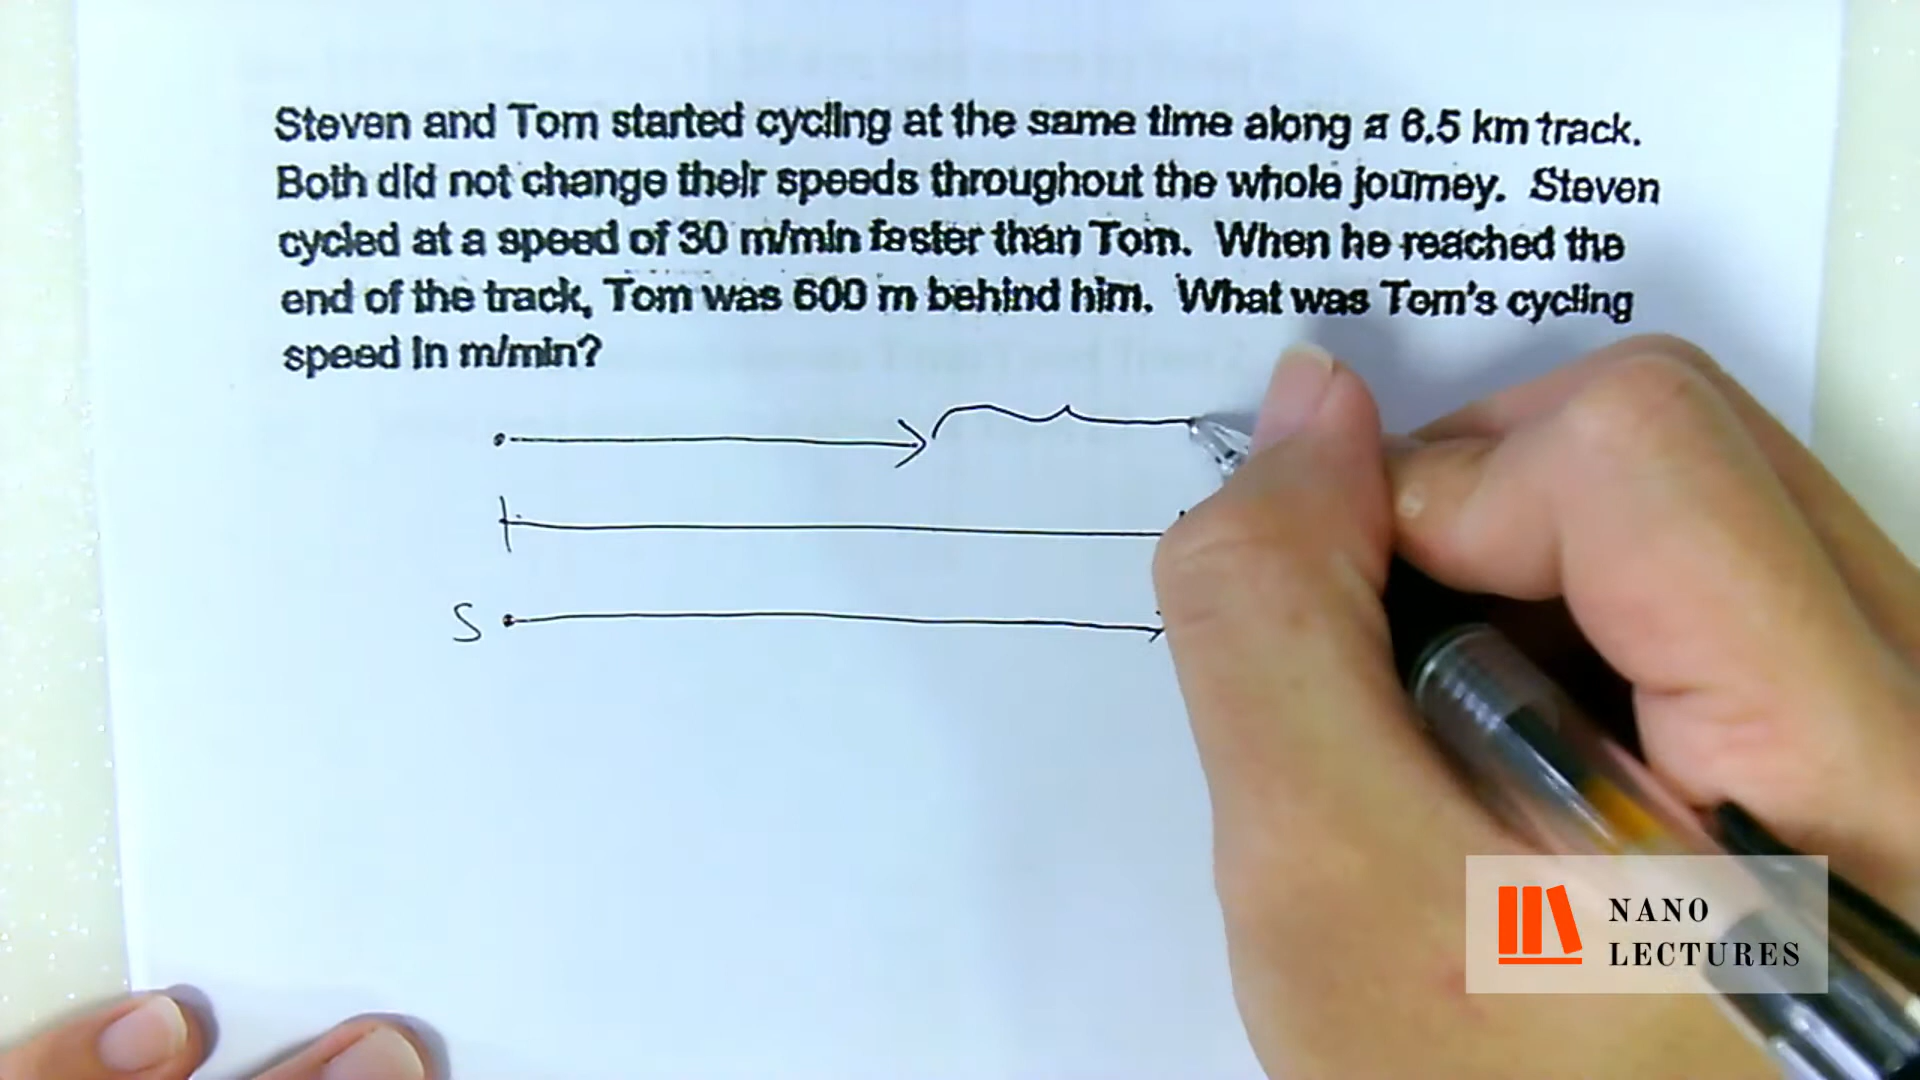 Steven and Tom started cycling at the same time along a 6.5 km track.
Both did not change their speeds throughout the whole journey. Steven
cycled at a speed of 30 m/min faster than Tom. When he reached the
end of the track, Tom was 600 m behind him. What was Tom's cycling
speed in m/min?
S
NANO
LECTURES